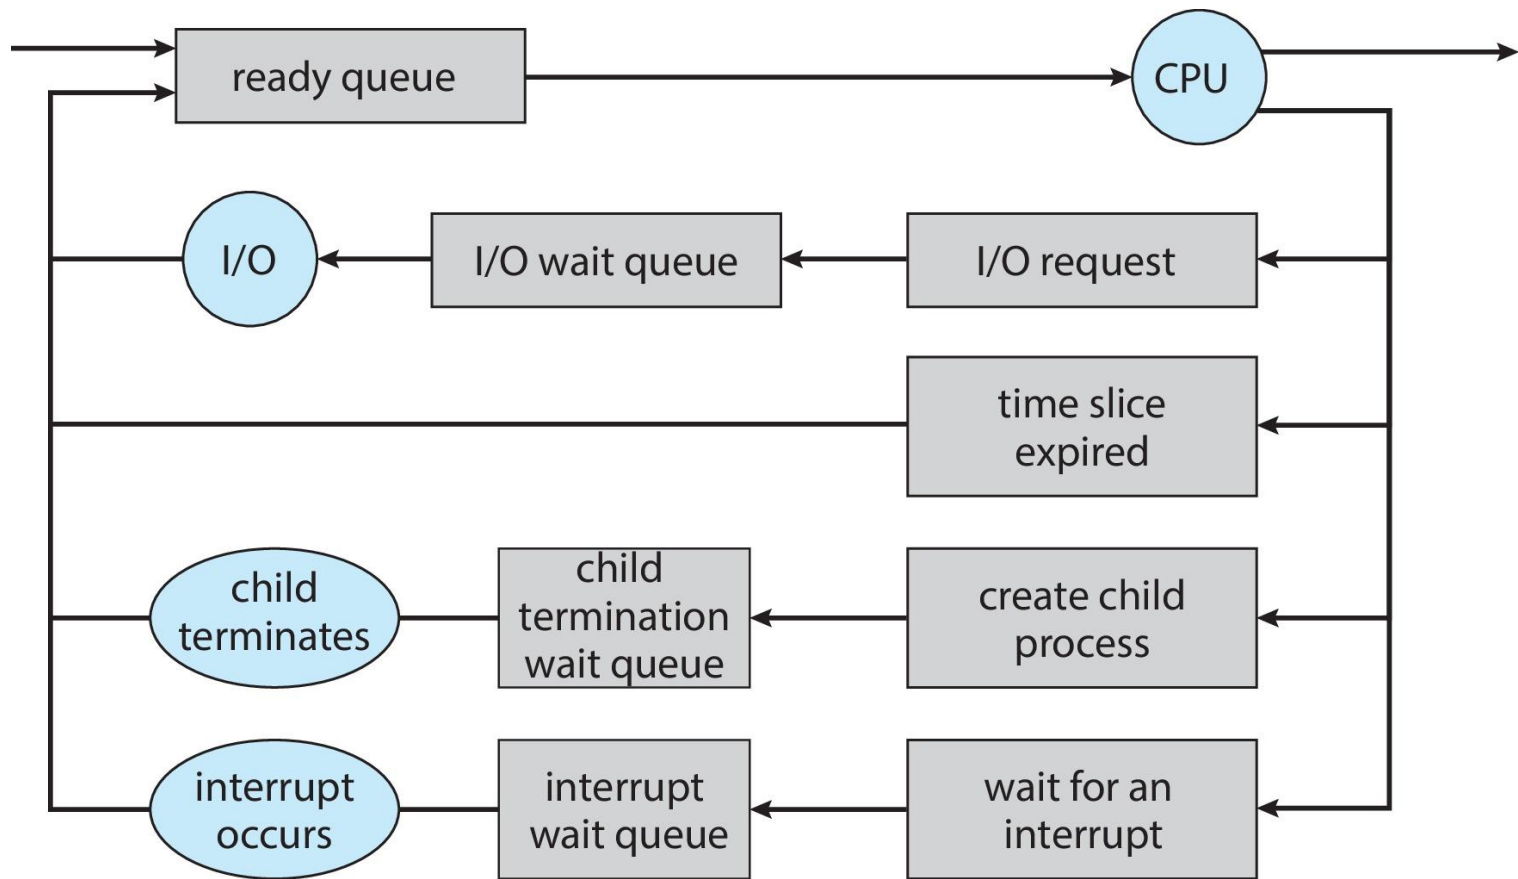 ready queue
CPU
I/O
I/O wait queue
I/O request
time slice
expired
child
terminates
child
termination
wait queue
create child
process
interrupt
occurs
interrupt
wait queue
wait for an
interrupt